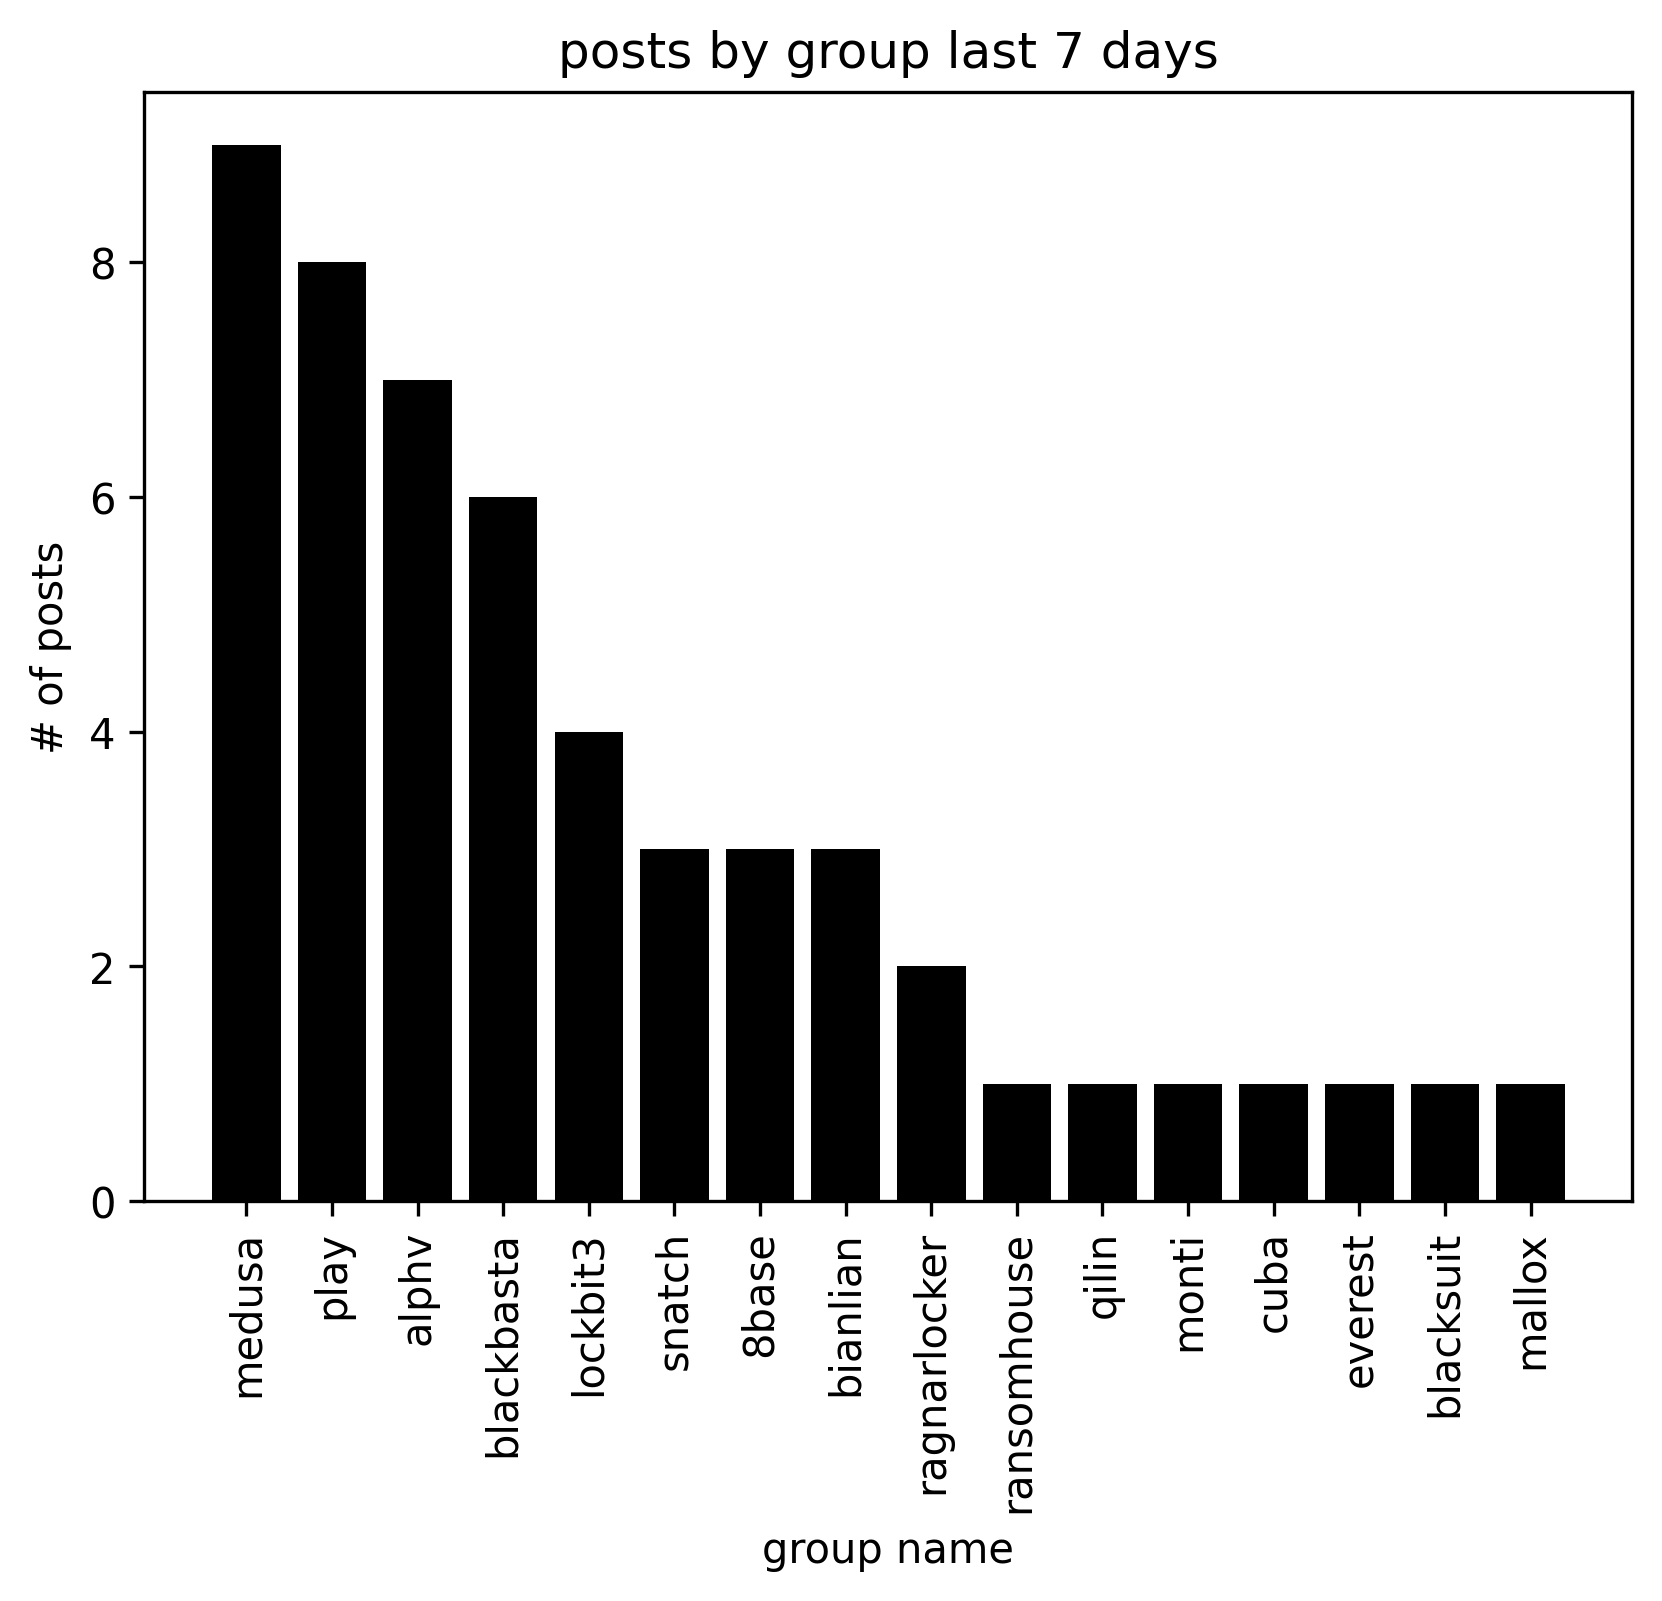 posts by group last 7 days
8
6
4
2
0
# of posts
medusa
play
alphv
blackbasta
lockbit3
snatch
8base
bianlian
ragnarlocker
ransomhouse
qilin
monti
cuba
everest
blacksuit
mallox
group name